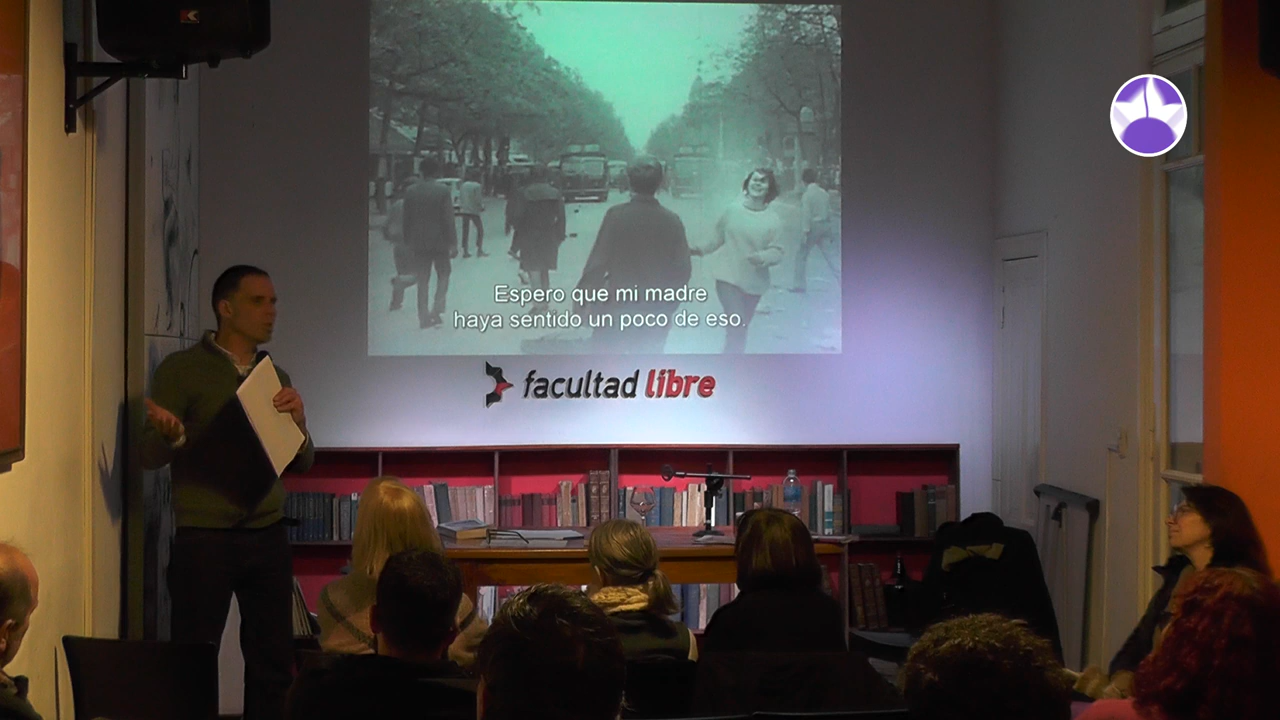 Espero que mi madre
haya sentido un poco de eso.
facultad libre